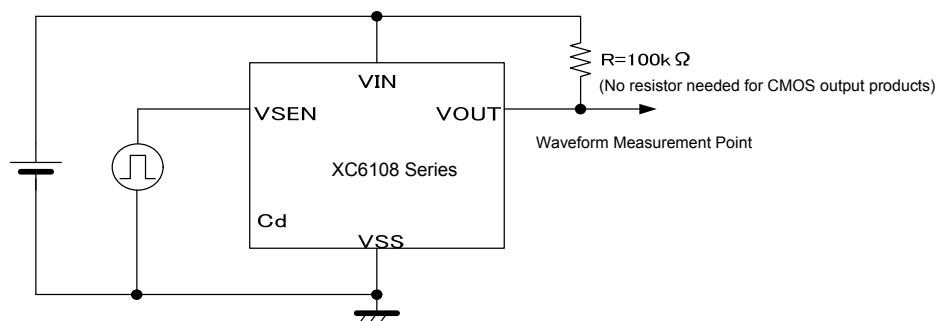 R=100kΩ
(No resistor needed for CMOS output products)
VIN
VSEN
VOUT
Waveform Measurement Point
XC6108 Series
Cd
VSS